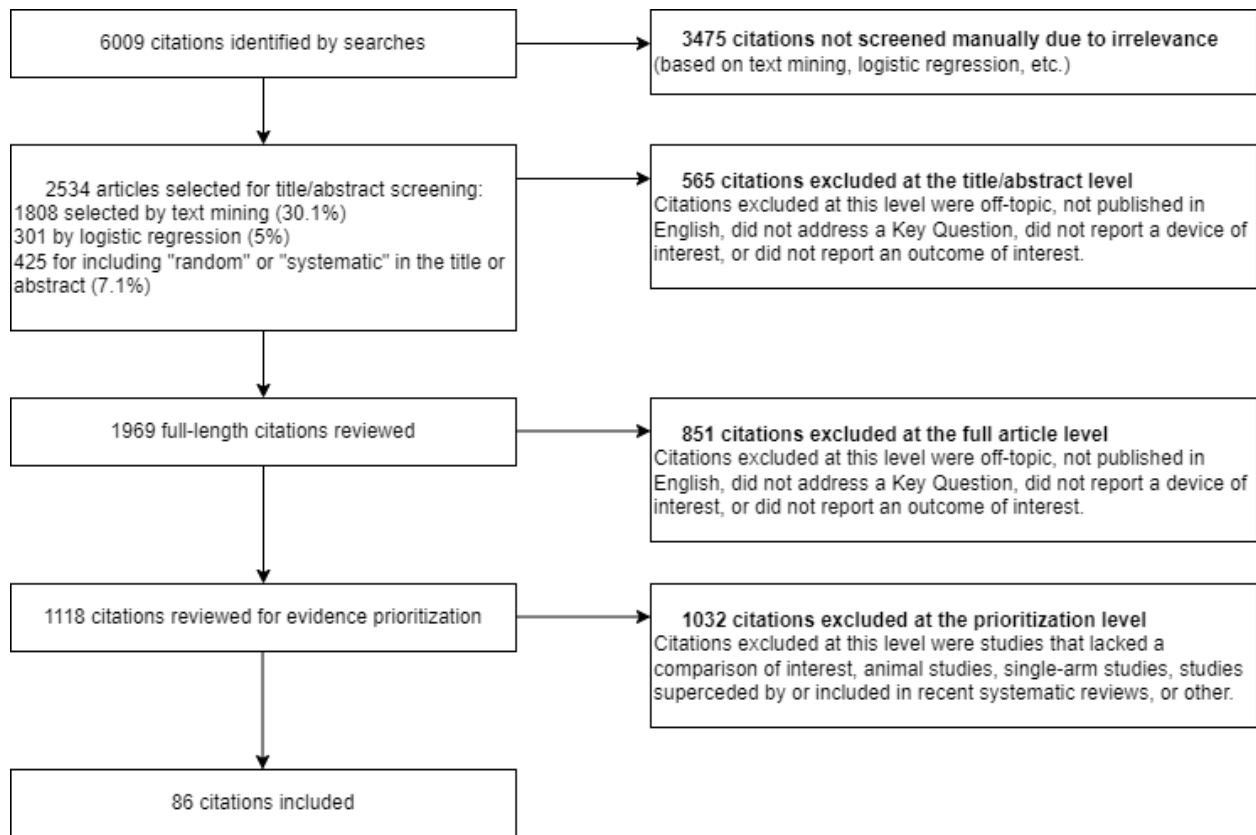 6009 citations identified by searches
3475 citations not screened manually due to irrelevance
(based on text mining, logistic regression, etc.)
2534 articles selected for title/abstract screening:
1808 selected by text mining (30.1%)
301 by logistic regression (5%)
425 for including "random" or "systematic" in the title or
abstract (7.1%)
565 citations excluded at the title/abstract level
Citations excluded at this level were off-topic, not published in
English, did not address a Key Question, did not report a device of
interest, or did not report an outcome of interest.
1969 full-length citations reviewed
851 citations excluded at the full article level
Citations excluded at this level were off-topic, not published in
English, did not address a Key Question, did not report a device of
interest, or did not report an outcome of interest.
1118 citations reviewed for evidence prioritization
1032 citations excluded at the prioritization level
Citations excluded at this level were studies that lacked a
comparison of interest, animal studies, single-arm studies, studies
superceded by or included in recent systematic reviews, or other.
86 citations included